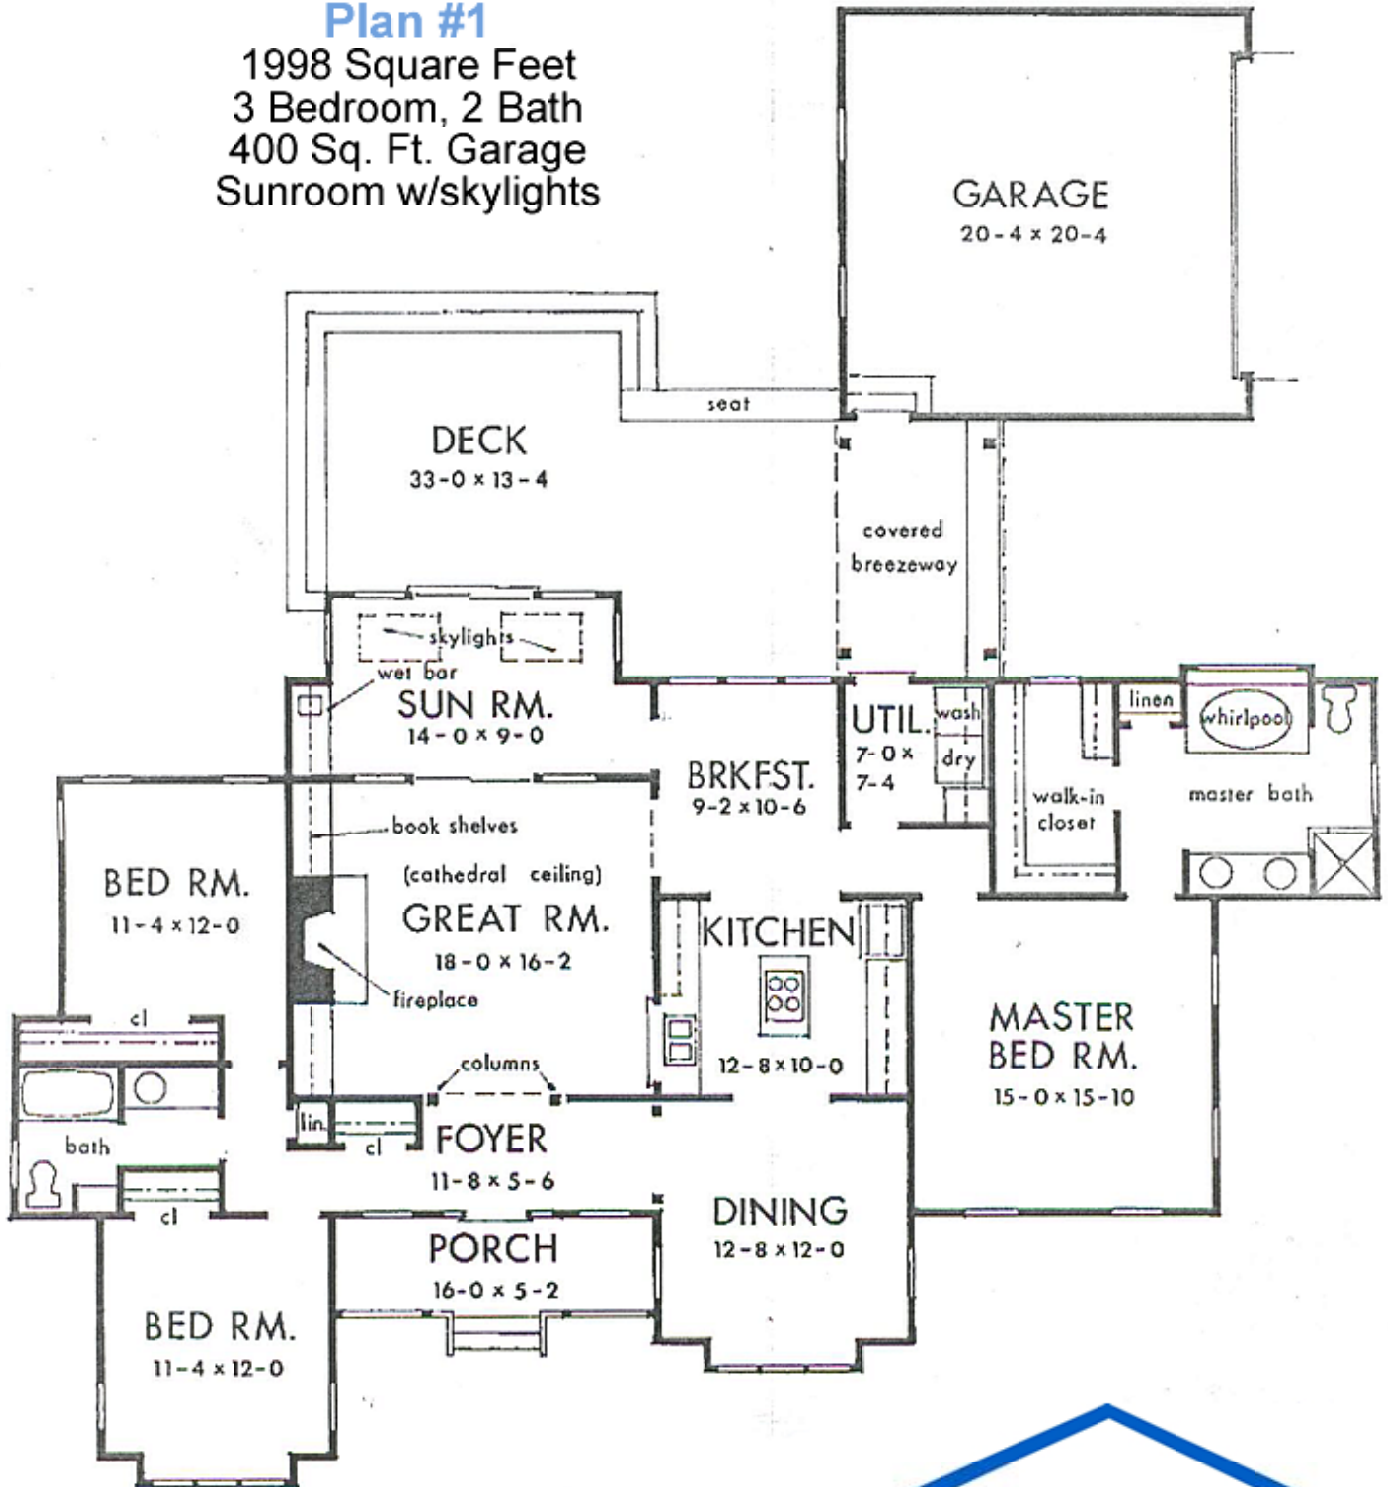 Plan #1
1998 Square Feet
3 Bedroom, 2 Bath
400 Sq. Ft. Garage
Sunroom w/skylights
GARAGE
20-4 x 20-4
seat
DECK
33-0 x 13-4
covered
breezeway
skylights
wet bar
SUN RM.
14-0 x 9-0
UTIL.
7-0 x
7-4
wash
dry
linen
whirlpool
BRKFST.
9-2 x 10-6
walk-in
closet
master bath
book shelves
(cathedral ceiling)
GREAT RM.
18-0 x 16-2
fireplace
BED RM.
11-4 x 12-0
KITCHEN
12-8 x 10-0
MASTER
BED RM.
15-0 x 15-10
cl
columns
lin.
cl
bath
FOYER
11-8 x 5-6
cl
DINING
12-8 x 12-0
PORCH
16-0 x 5-2
BED RM.
11-4 x 12-0